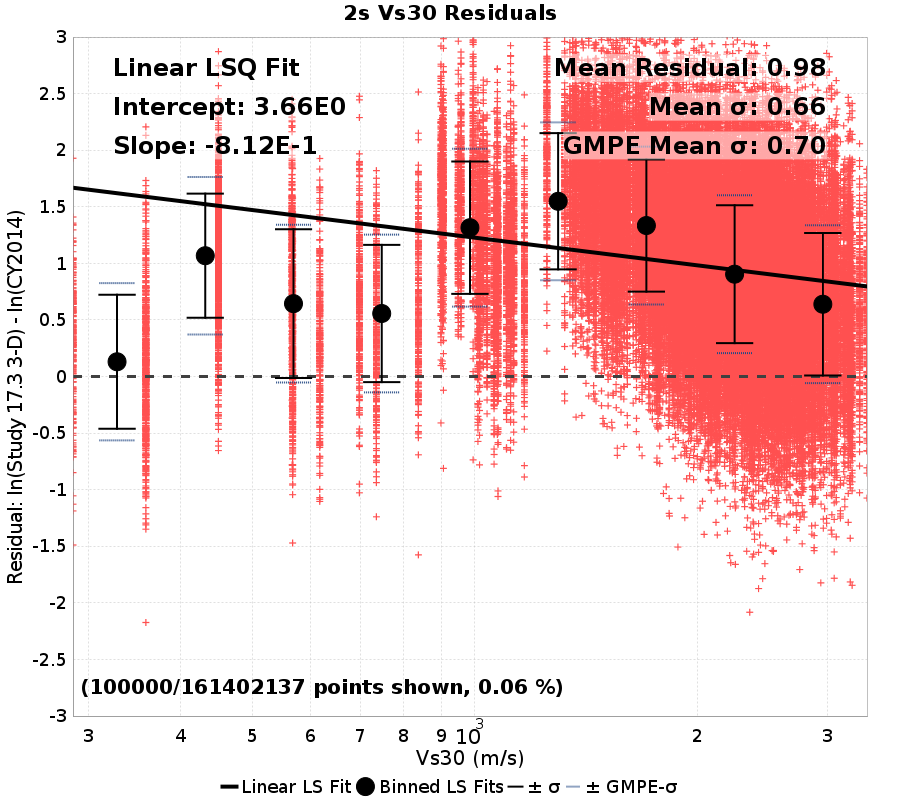 2s Vs30 Residuals
Linear LSQ Fit
Intercept: 3.66E0
Slope: -8.12E-1
Mean Residual: 0.98
Mean σ: 0.66
GMPE Mean σ: 0.70
Residual: ln(Study 17.3 3-D) - ln(CY2014)
3
2.5
2
1.5
1
0.5
0
-0.5
-1
-1.5
-2
-2.5
-3
(100000/161402137 points shown, 0.06 %)
3 4 5 6 7 8 9 10³ 2 3
Vs30 (m/s)
Linear LS Fit Binned LS Fits ± σ ± GMPE-σ